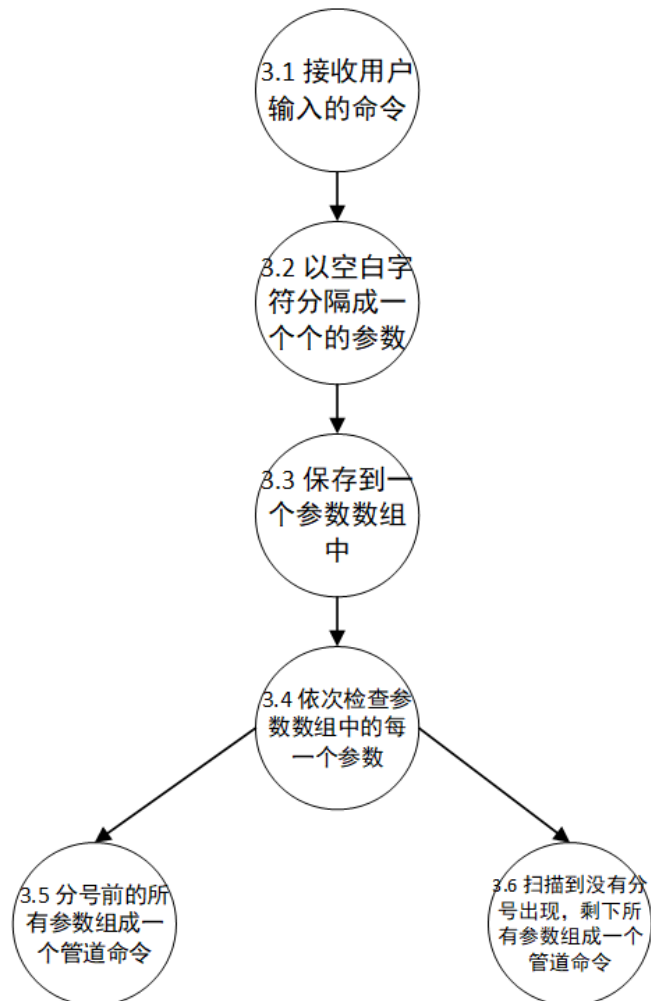 3.1 接收用户
输入的命令
3.2 以空白字
符分隔成一
个个的参数
3.3 保存到一
个参数数组
中
3.4 依次检查参
数数组中的每
一个参数
3.5 分号前的所
有参数组成一
个管道命令
3.6 扫描到没有分
号出现，剩下所
有参数组成一个
管道命令